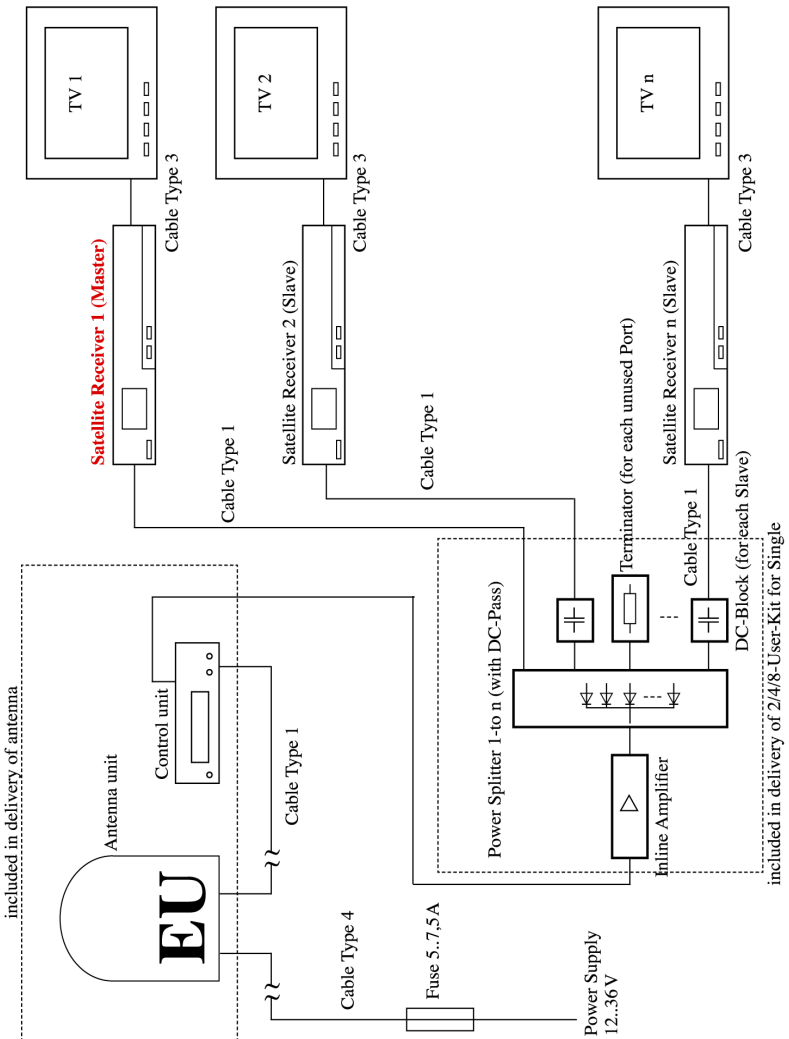 included in delivery of antenna
Antenna unit
EU
Control unit
Cable Type 1
Cable Type 4
Fuse 5..7,5 A
Power Supply
12..36 V
Satellite Receiver 1 (Master)
Cable Type 3
TV 1
Cable Type 1
Satellite Receiver 2 (Slave)
Cable Type 3
TV 2
Cable Type 1
Power Splitter 1-to n (with DC-Pass)
Inline Amplifier
Terminator (for each unused Port)
Satellite Receiver n (Slave)
Cable Type 3
TV n
Cable Type 1
DC-Block (for each Slave)
included in delivery of 2/4/8-User-Kit for Single